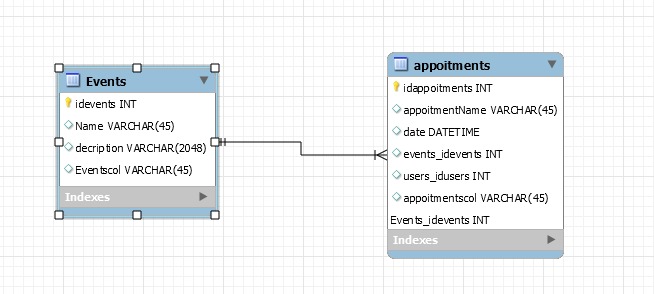 Events
idevents INT
Name VARCHAR(45)
decription VARCHAR(2048)
Eventscol VARCHAR(45)
Indexes
appoitments
idappoitments INT
appoitmentName VARCHAR(45)
date DATETIME
events_idevents INT
users_idusers INT
appoitmentscol VARCHAR(45)
Events_idevents INT
Indexes